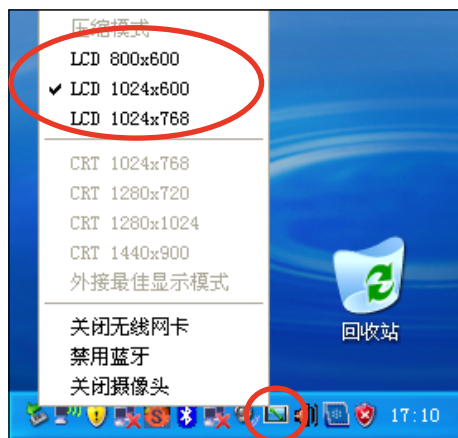 压缩模式
LCD 800x600
LCD 1024x600
LCD 1024x768
CRT 1024x768
CRT 1280x720
CRT 1280x1024
CRT 1440x900
外接最佳显示模式
关闭无线网卡
禁用蓝牙
关闭摄像头
回收站
17:10